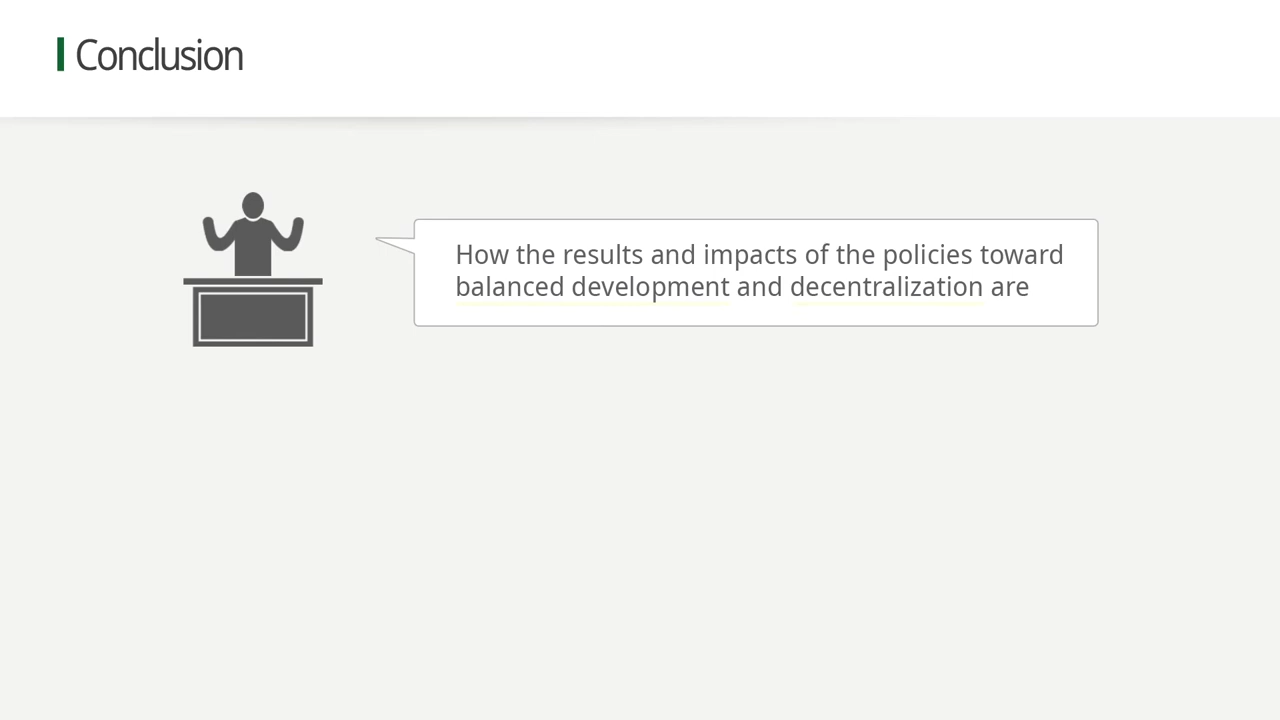 Conclusion
How the results and impacts of the policies toward
balanced development and decentralization are